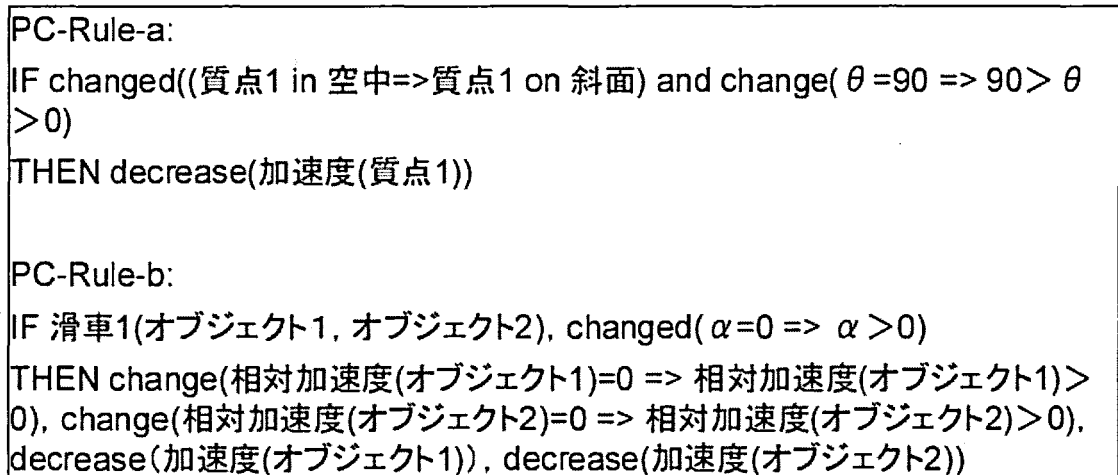 PC-Rule-a:
IF changed((質点1 in 空中=>質点1 on 斜面) and change( θ=90 => 90> θ
>0)
THEN decrease(加速度(質点1))
PC-Rule-b:
IF 滑車1(オブジェクト1, オブジェクト2), changed( α=0 => α>0)
THEN change(相対加速度(オブジェクト1)=0 => 相対加速度(オブジェクト1)>
0), change(相対加速度(オブジェクト2)=0 => 相対加速度(オブジェクト2)>0),
decrease(加速度(オブジェクト1)), decrease(加速度(オブジェクト2))